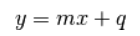 y = mx + q